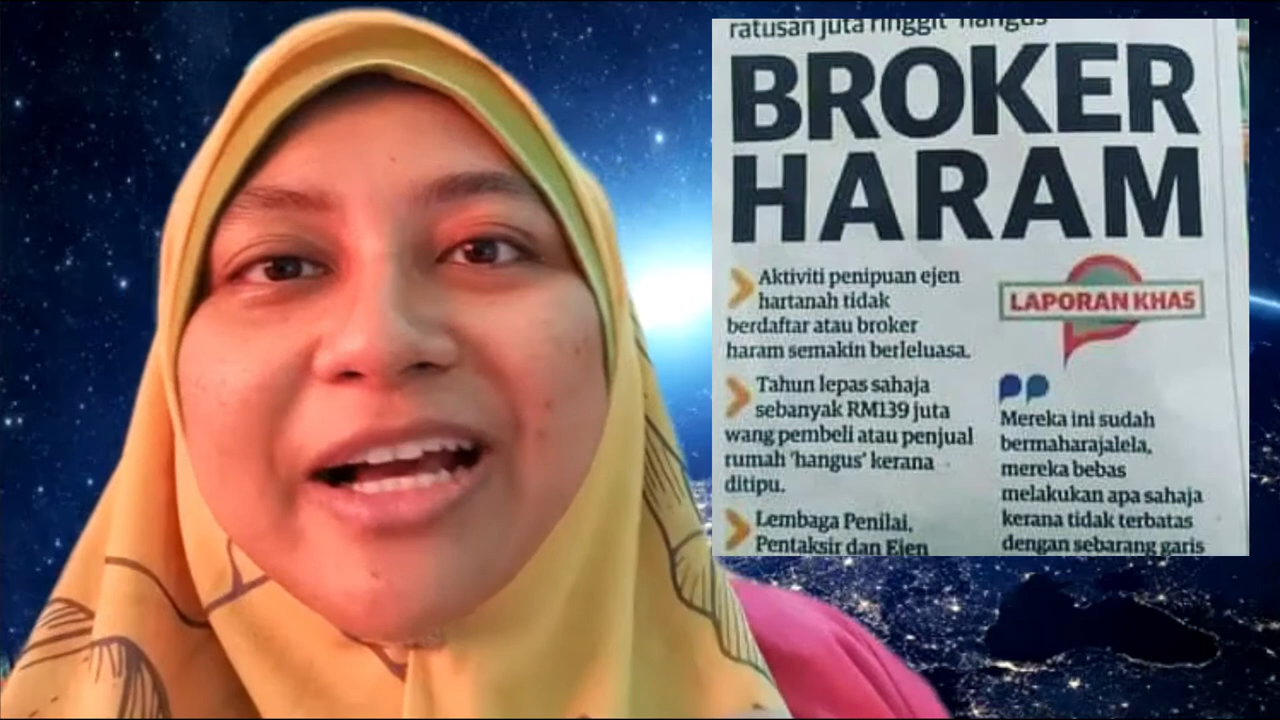 ratusan juta ringgit 'hangus'
BROKER
HARAM
Aktiviti penipuan ejen
hartanah tidak
berdaftar atau broker
haram semakin berleluasa.
Tahun lepas sahaja
sebanyak RM139 juta
wang pembeli atau penjual
rumah 'hangus' kerana
ditipu.
Lembaga Penilai,
Pentaksir dan Ejen
LAPORAN KHAS
Mereka ini sudah
bermaharajalela,
mereka bebas
melakukan apa sahaja
kerana tidak terbatas
dengan sebarang garis